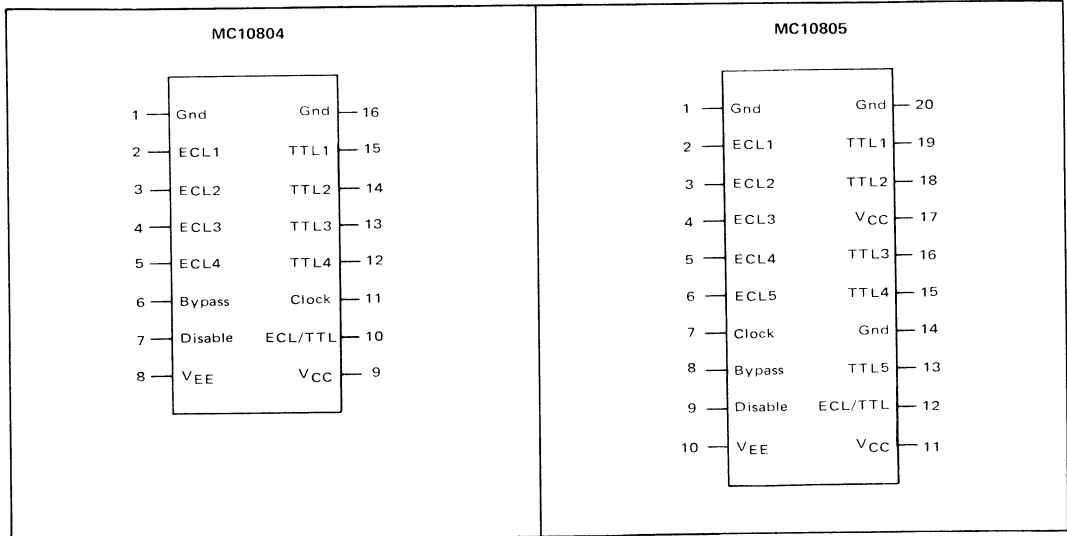 MC10804
1 Gnd Gnd 16
2 ECL1 TTL1 15
3 ECL2 TTL2 14
4 ECL3 TTL3 13
5 ECL4 TTL4 12
6 Bypass Clock 11
7 Disable ECL/TTL 10
8 VEE VCC 9
MC10805
1 Gnd Gnd 20
2 ECL1 TTL1 19
3 ECL2 TTL2 18
4 ECL3 VCC 17
5 ECL4 TTL3 16
6 ECL5 TTL4 15
7 Clock Gnd 14
8 Bypass TTL5 13
9 Disable ECL/TTL 12
10 VEE VCC 11